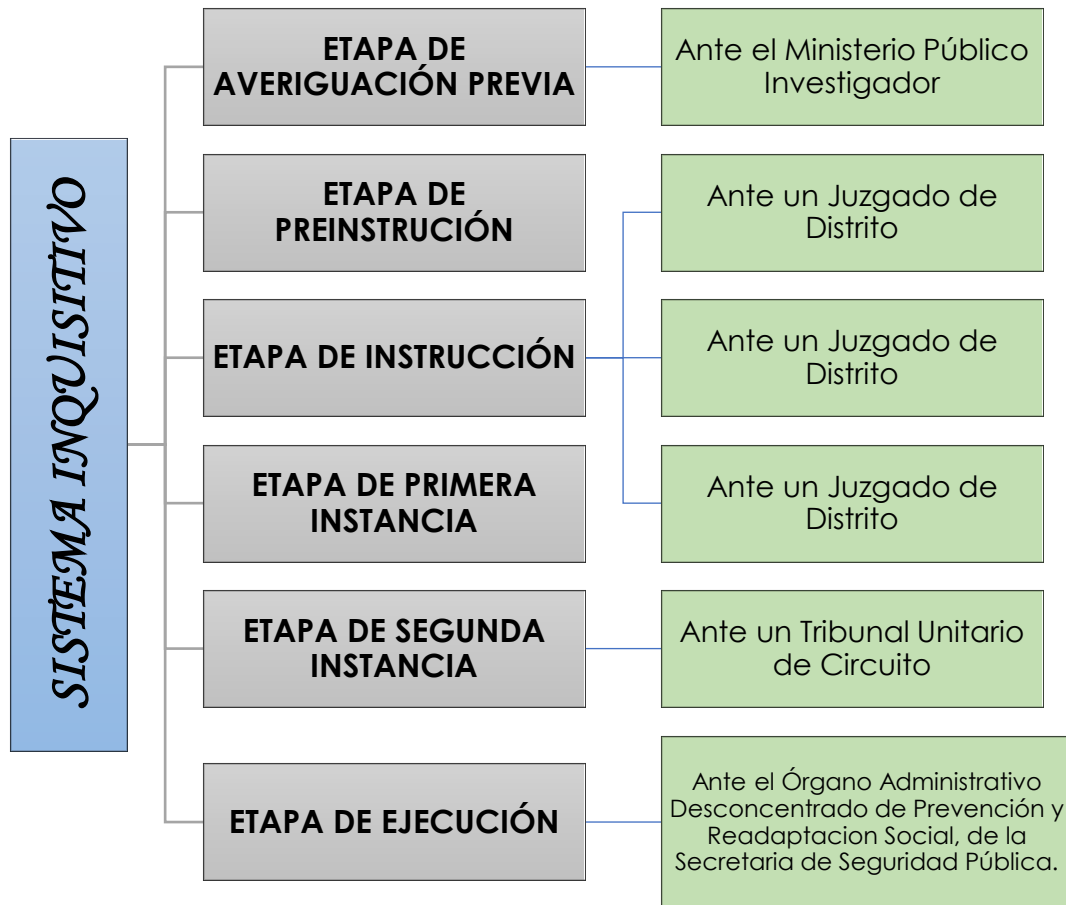 SISTEMA INQUISITIVO
ETAPA DE
AVERIGUACIÓN PREVIA
Ante el Ministerio Público
Investigador
ETAPA DE
PREINSTRUCIÓN
Ante un Juzgado de
Distrito
ETAPA DE INSTRUCCIÓN
Ante un Juzgado de
Distrito
ETAPA DE PRIMERA
INSTANCIA
Ante un Juzgado de
Distrito
ETAPA DE SEGUNDA
INSTANCIA
Ante un Tribunal Unitario
de Circuito
ETAPA DE EJECUCIÓN
Ante el Órgano Administrativo
Desconcentrado de Prevención y
Readaptacion Social, de la
Secretaria de Seguridad Pública.